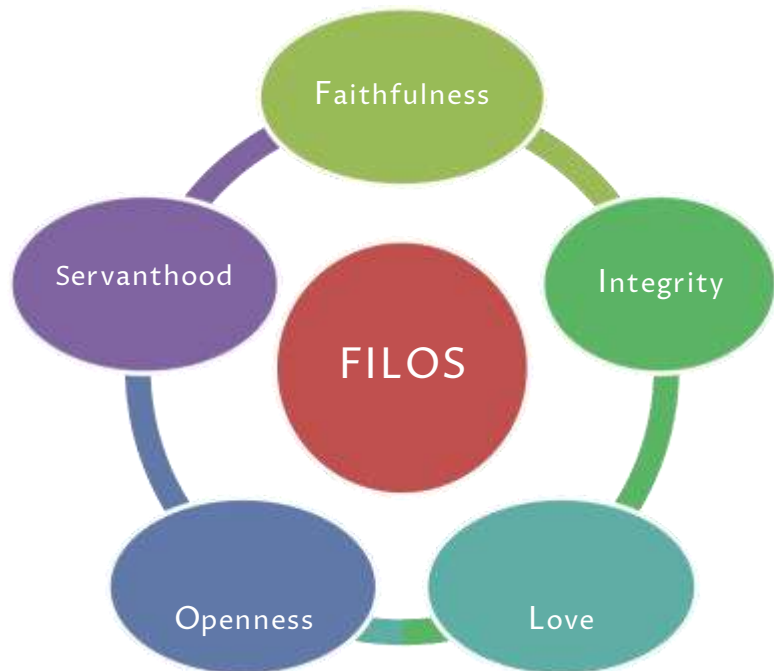 Faithfulness
Integrity
Love
Openness
Servanthood
FILOS